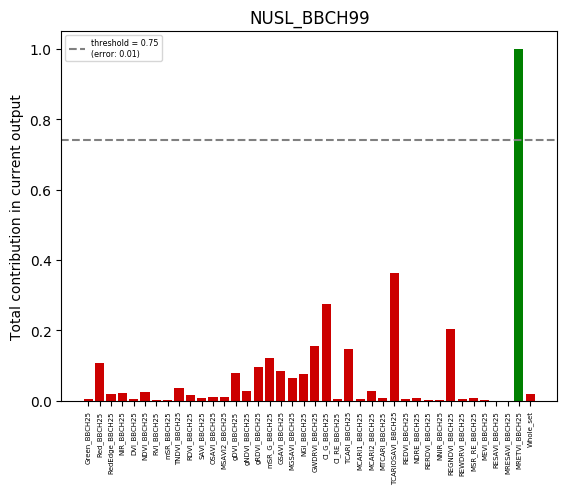 NUSL_BBCH99
threshold = 0.75
(error: 0.01)
Total contribution in current output
1.0
0.8
0.6
0.4
0.2
0.0
Green_BBCH25
Red_BBCH25
RedEdge_BBCH25
NIR_BBCH25
DVI_BBCH25
NDVI_BBCH25
RVI_BBCH25
mSR_BBCH25
TNDVI_BBCH25
RDVI_BBCH25
SAVI_BBCH25
OSAVI_BBCH25
MSAVI2_BBCH25
gDVI_BBCH25
gNDVI_BBCH25
gRDVI_BBCH25
mSR_G_BBCH25
GSAVI_BBCH25
MGSAVI_BBCH25
NGI_BBCH25
GWDRVI_BBCH25
CI_G_BBCH25
CI_RE_BBCH25
TCARI_BBCH25
MCARI1_BBCH25
MCARI2_BBCH25
MTCARI_BBCH25
TCARIOSAVI_BBCH25
REDVI_BBCH25
NDRE_BBCH25
RERDVI_BBCH25
NNIR_BBCH25
REGNDVI_BBCH25
REWDRVI_BBCH25
MSR_RE_BBCH25
MEVI_BBCH25
RESAVI_BBCH25
MRESAVI_BBCH25
MRETVI_BBCH25
Whole_set